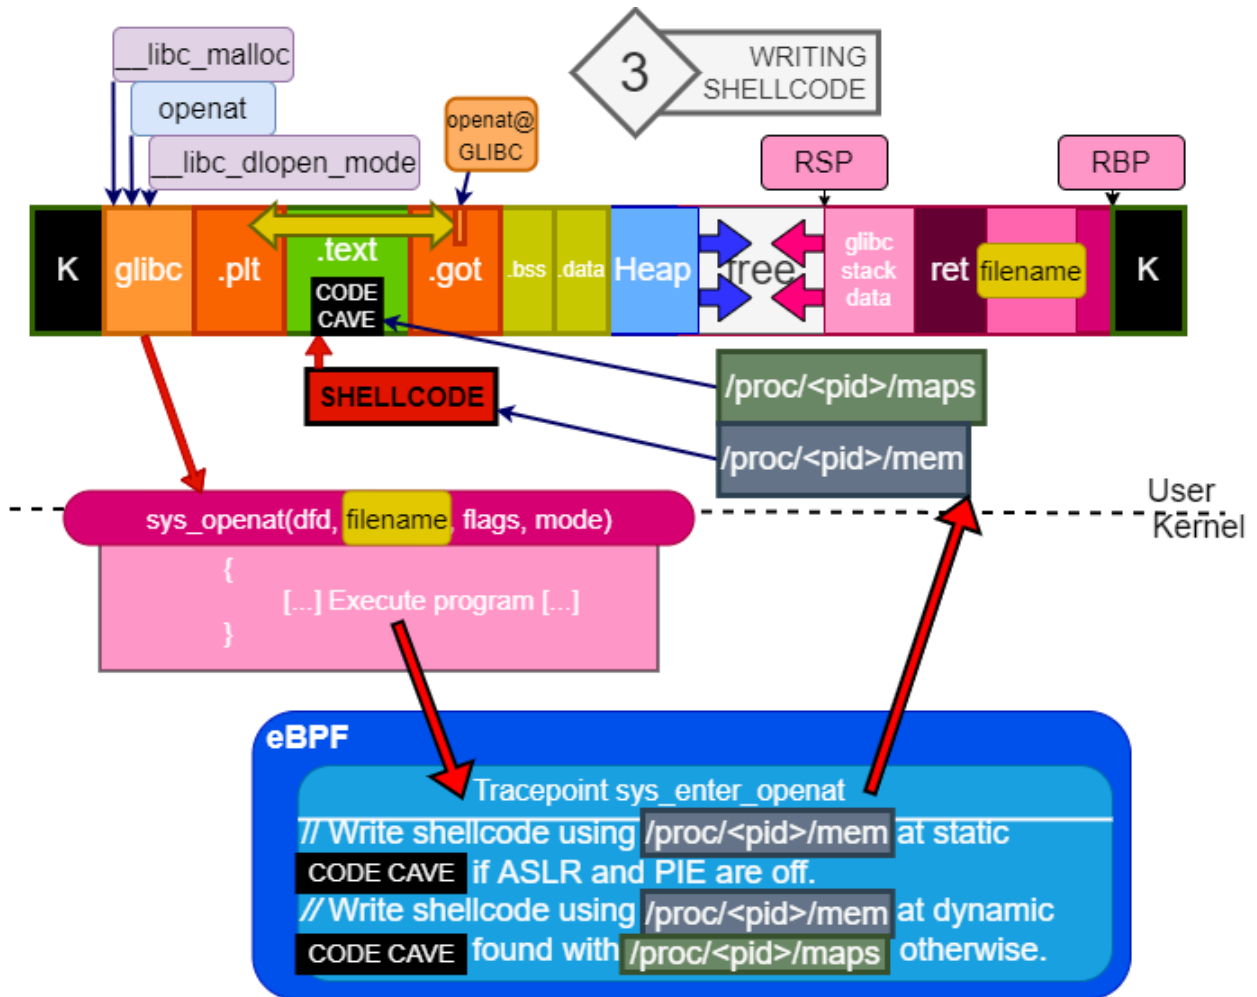 __libc_malloc
openat
__libc_dlopen_mode
openat@
GLIBC
3
WRITING
SHELLCODE
RSP
RBP
K
glibc
.plt
.text
CODE
CAVE
.got
.bss
.data
Heap
free
glibc
stack
data
ret
filename
K
SHELLCODE
/proc/<pid>/maps
/proc/<pid>/mem
User
Kernel
sys_openat(dfd, filename, flags, mode)
{
[...] Execute program [...]
}
eBPF
Tracepoint sys_enter_openat
// Write shellcode using /proc/<pid>/mem at static
CODE CAVE if ASLR and PIE are off.
// Write shellcode using /proc/<pid>/mem at dynamic
CODE CAVE found with /proc/<pid>/maps otherwise.